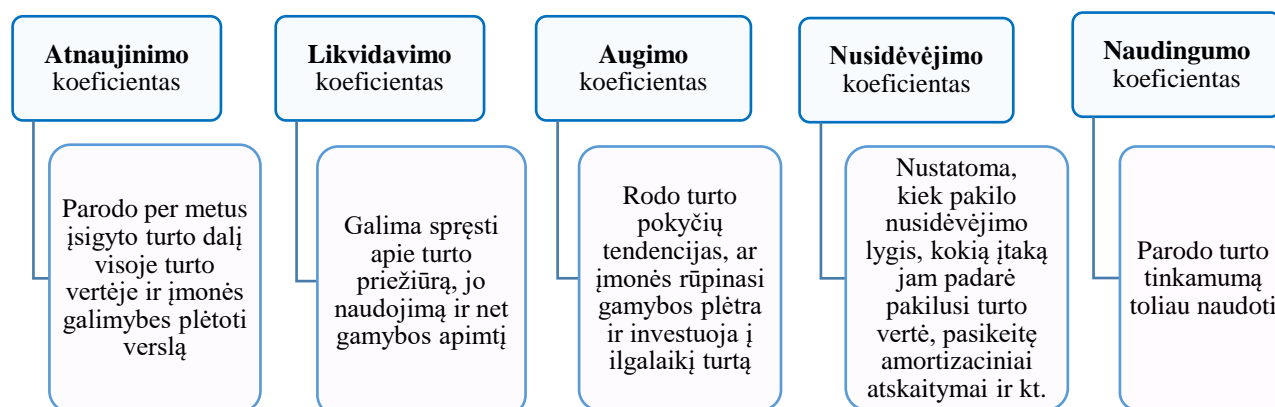 Atnaujinimo
koeficientas
Parodo per metus
įsigyto turto dalį
visoje turto
vertėje ir įmonės
galimybes plėtoti
verslą
Likvidavimo
koeficientas
Galima spręsti
apie turto
priežiūrą, jo
naudojimą ir net
gamybos apimtį
Augimo
koeficientas
Rodo turto
pokyčių
tendencijas, ar
įmonės rūpinasi
gamybos plėtra
ir investuoja į
ilgalaikį turtą
Nusidėvėjimo
koeficientas
Nustatoma,
kiek pakilo
nusidėvėjimo
lygis, kokią įtaką
jam padarė
pakilusi turto
vertė, pasikeitę
amortizaciniai
atskaitymai ir kt.
Naudingumo
koeficientas
Parodo turto
tinkamumą
toliau naudoti